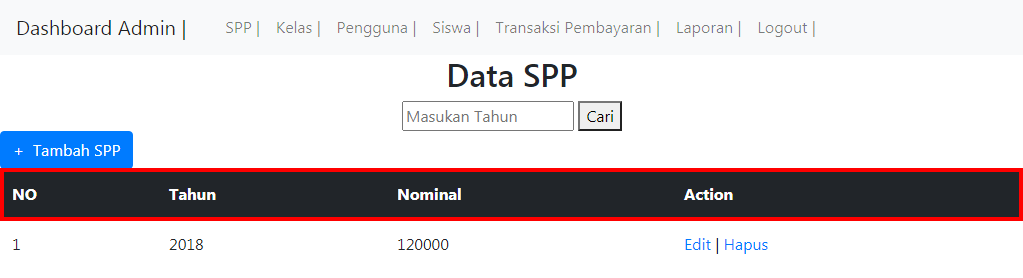 Dashboard Admin | SPP | Kelas | Pengguna | Siswa | Transaksi Pembayaran | Laporan | Logout |
Data SPP
Masukan Tahun Cari
+ Tambah SPP
NO Tahun Nominal Action
1 2018 120000 Edit | Hapus